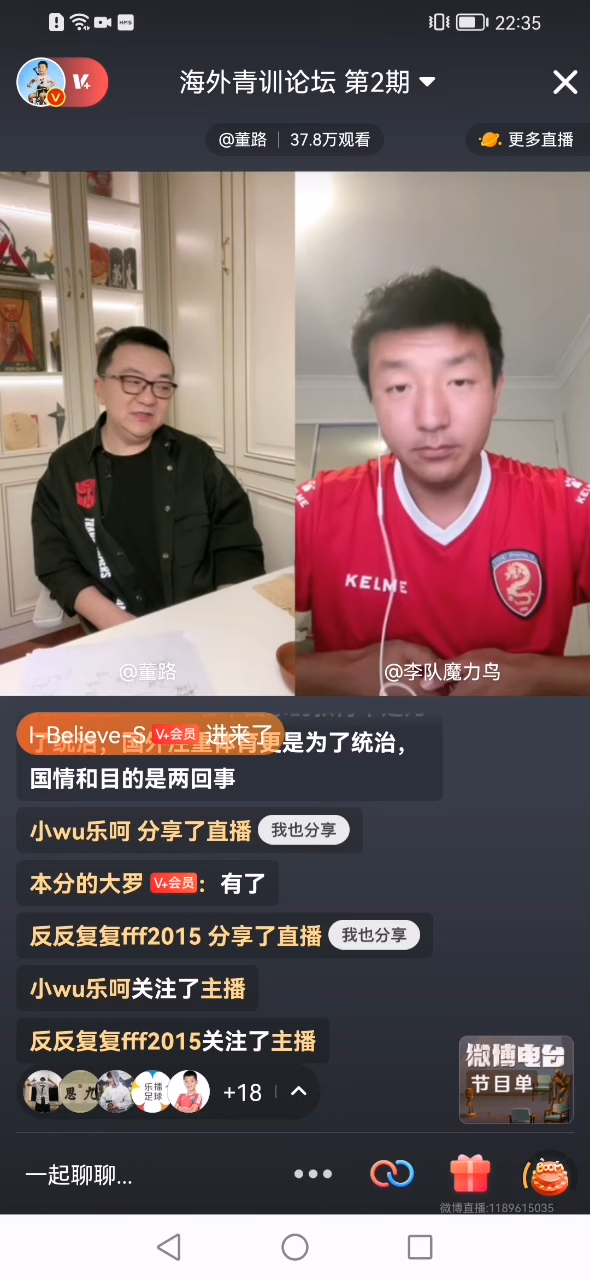 22:35
V+
海外青训论坛 第2期
@董路 37.8万观看
更多直播
TRANSFORMERS
KELME
@董路
@李队魔力鸟
I-Believe-S V+会员 进来了
了统治，国外注重体育更是为了统治，
国情和目的是两回事
小wu乐呵 分享了直播 我也分享
本分的大罗 V+会员：有了
反反复复fff2015 分享了直播 我也分享
小wu乐呵关注了主播
反反复复fff2015关注了主播
乐播
足球
+18
微博电台
节目单
一起聊聊...
微博直播:1189615035